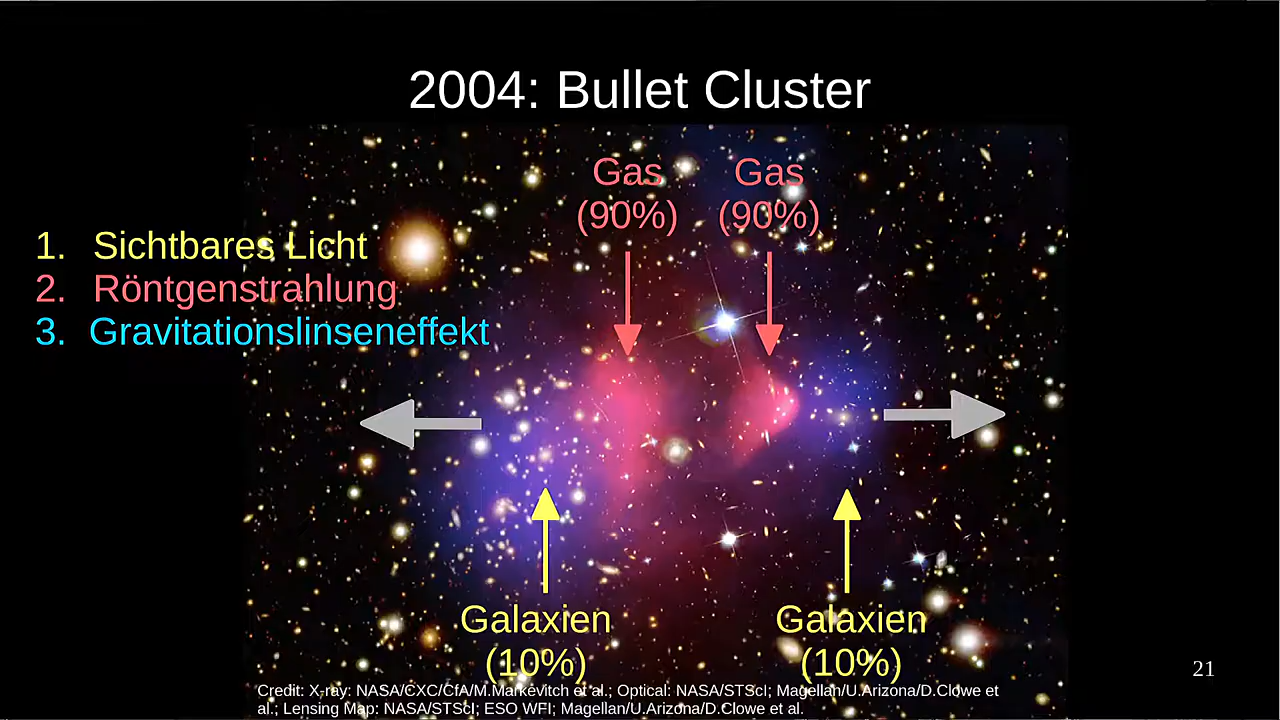 2004: Bullet Cluster
Gas
(90%)
Gas
(90%)
1. Sichtbares Licht
2. Röntgenstrahlung
3. Gravitationslinseneffekt
Galaxien
(10%)
Galaxien
(10%)
Credit: X-ray: NASA/CXC/CfA/M.Markevitch et al.; Optical: NASA/STScI; Magellan/U.Arizona/D.Clowe et
al.; Lensing Map: NASA/STScI; ESO WFI; Magellan/U.Arizona/D.Clowe et al.
21